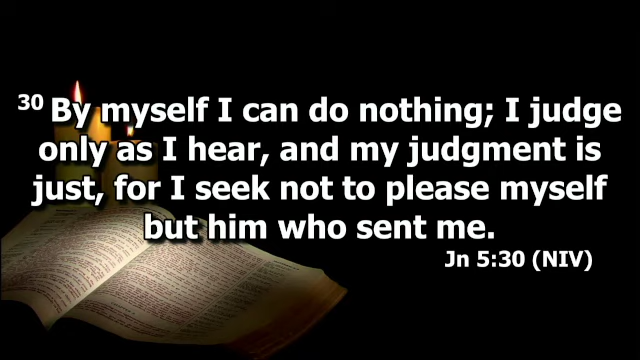 30 By myself I can do nothing; I judge
only as I hear, and my judgment is
just, for I seek not to please myself
but him who sent me.
Jn 5:30 (NIV)